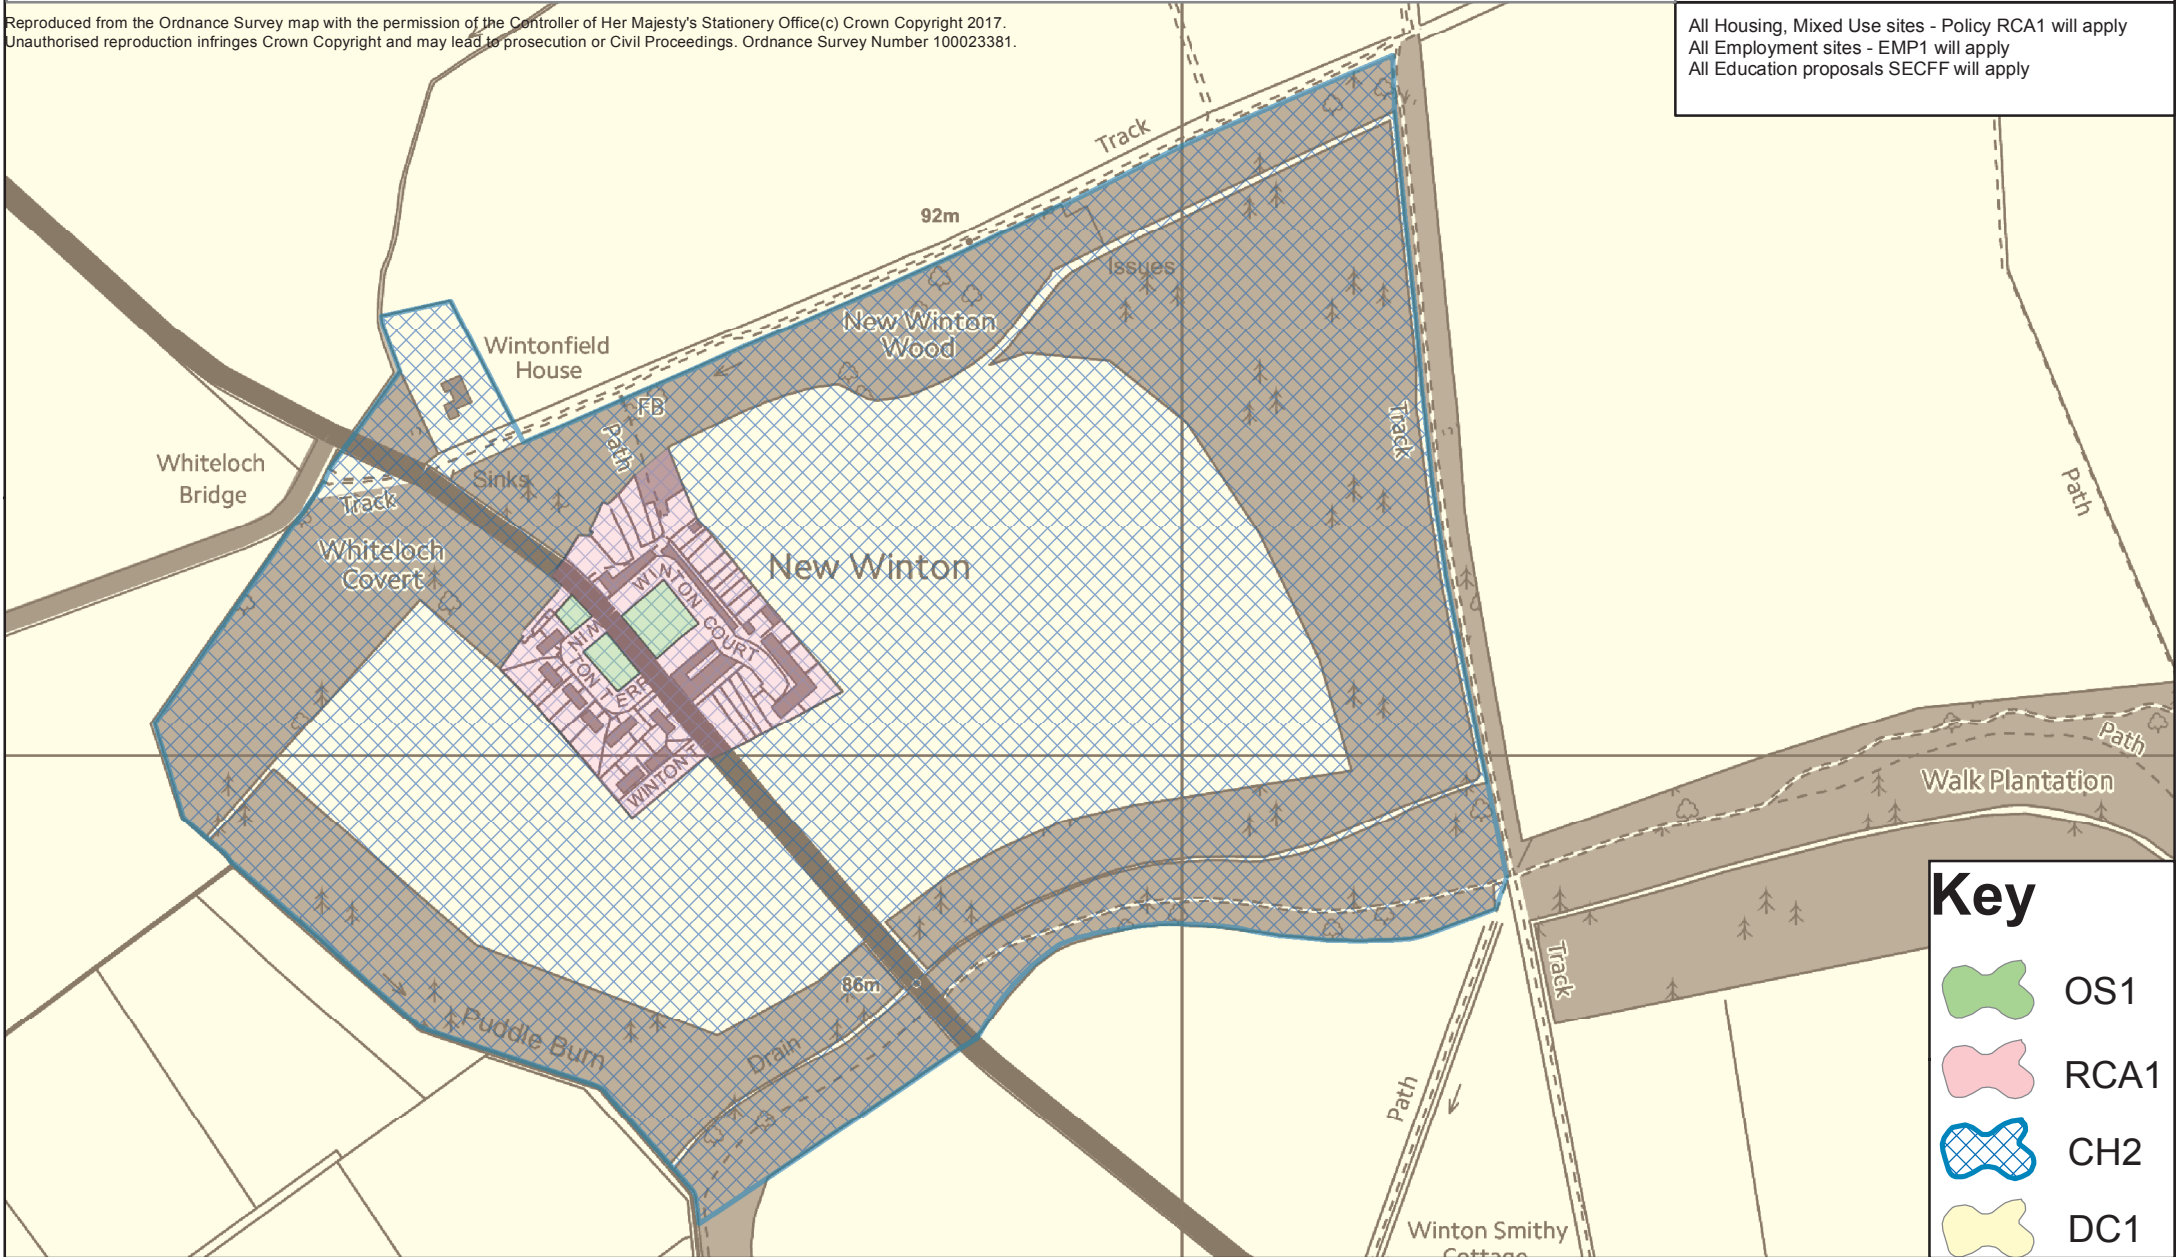 Reproduced from the Ordnance Survey map with the permission of the Controller of Her Majesty's Stationery Office(c) Crown Copyright 2017.
Unauthorised reproduction infringes Crown Copyright and may lead to prosecution or Civil Proceedings. Ordnance Survey Number 100023381.
All Housing, Mixed Use sites - Policy RCA1 will apply
All Employment sites - EMP1 will apply
All Education proposals SECFF will apply
Track
92m
Issues
New Winton
Wood
Wintonfield
House
FB
Path
Track
Whiteloch
Bridge
Sinks
Track
Path
Whiteloch
Covert
New Winton
WINTON COURT
WINTON TERR
WINTON T
Path
Walk Plantation
86m
Track
Puddle Burn
Drain
Path
Winton Smithy
Cottage
Key
OS1
RCA1
CH2
DC1